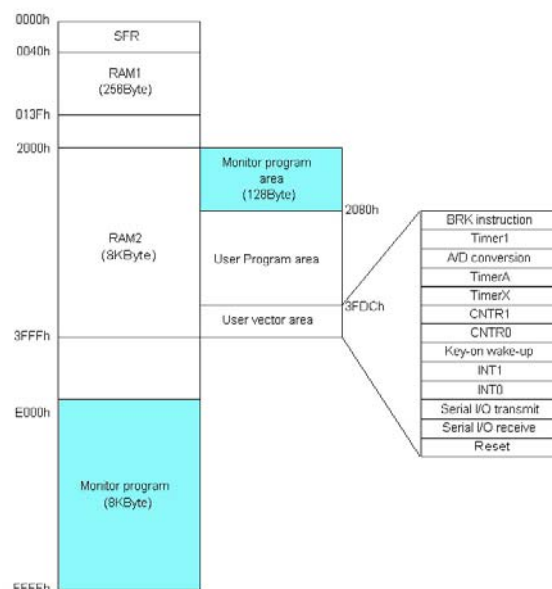 0000h
SFR
0040h
RAM1
(256Byte)
013Fh
2000h
Monitor program
area
(128Byte)
2080h
RAM2
(8KByte)
User Program area
3FDCh
User vector area
3FFFh
BRK instruction
Timer1
A/D conversion
TimerA
TimerX
CNTR1
CNTR0
Key-on wake-up
INT1
INT0
Serial I/O transmit
Serial I/O receive
Reset
E000h
Monitor program
(8KByte)
FFFFh